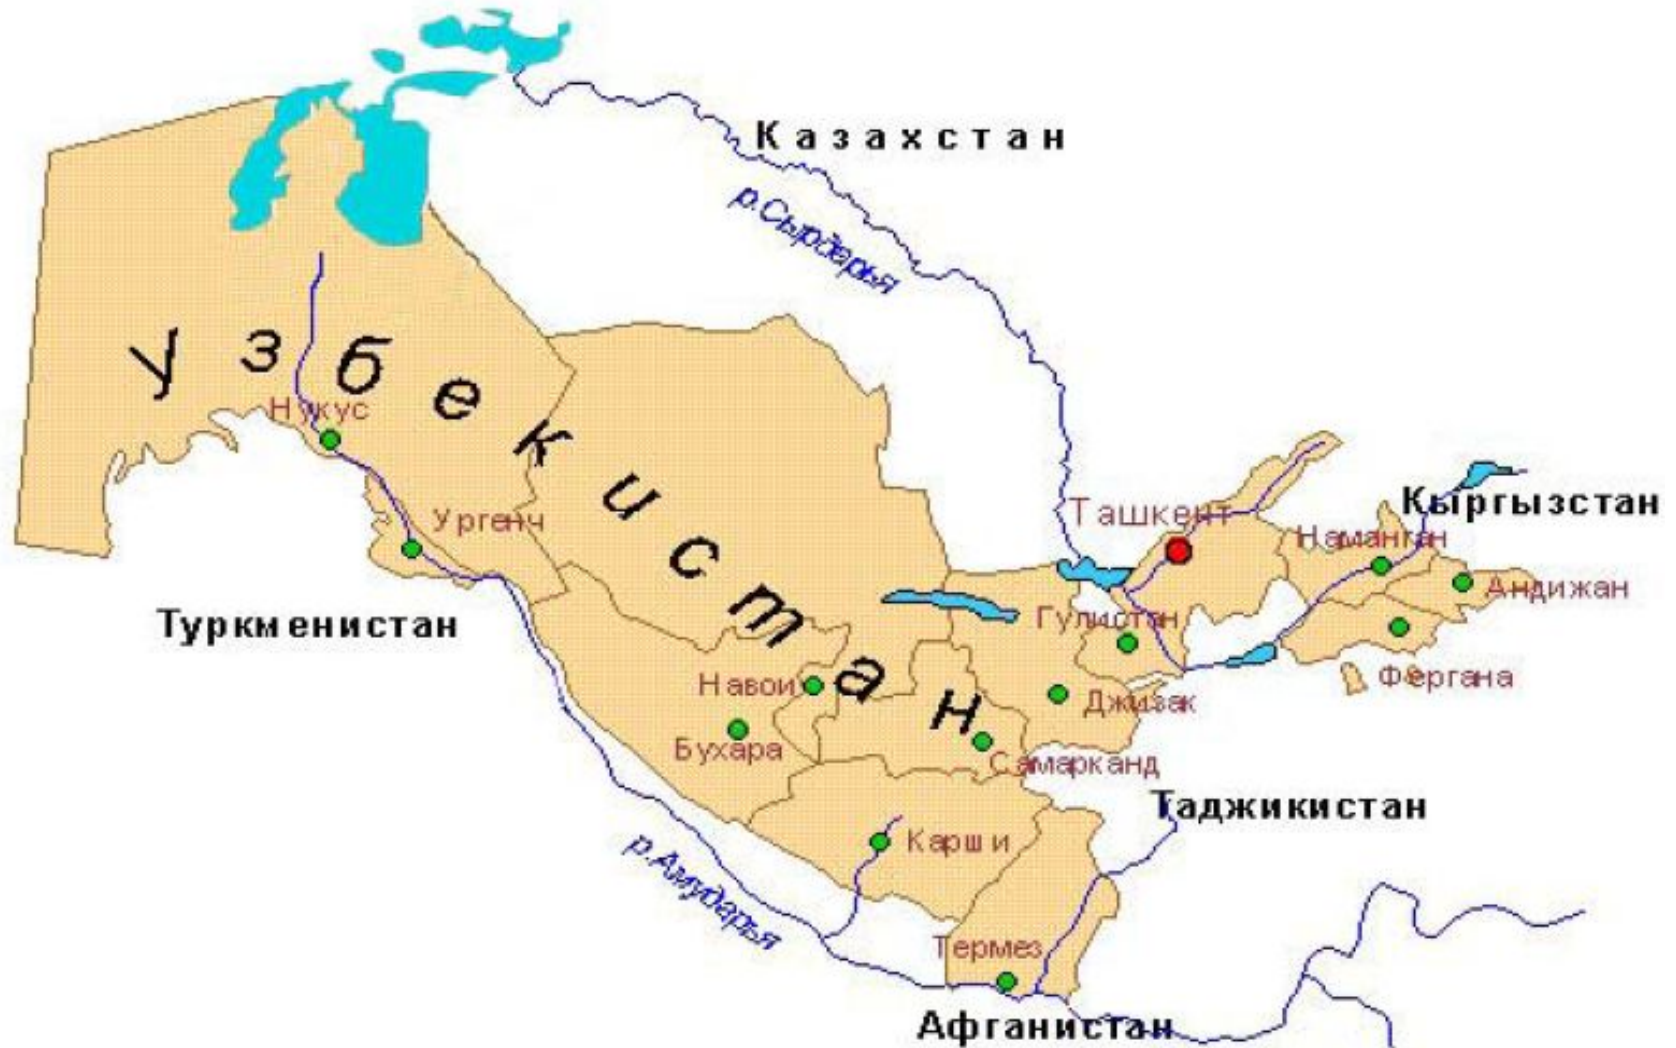 Казахстан
р.Сырдерья
Узбекистан
Нукус
Ургенч
Ташкент
Кыргызстан
Наманган
Андижан
Туркменистан
Гулистан
Фергана
Навои
Джизак
Бухара
Самарканд
Таджикистан
Карши
р.Амударья
Термез
Афганистан